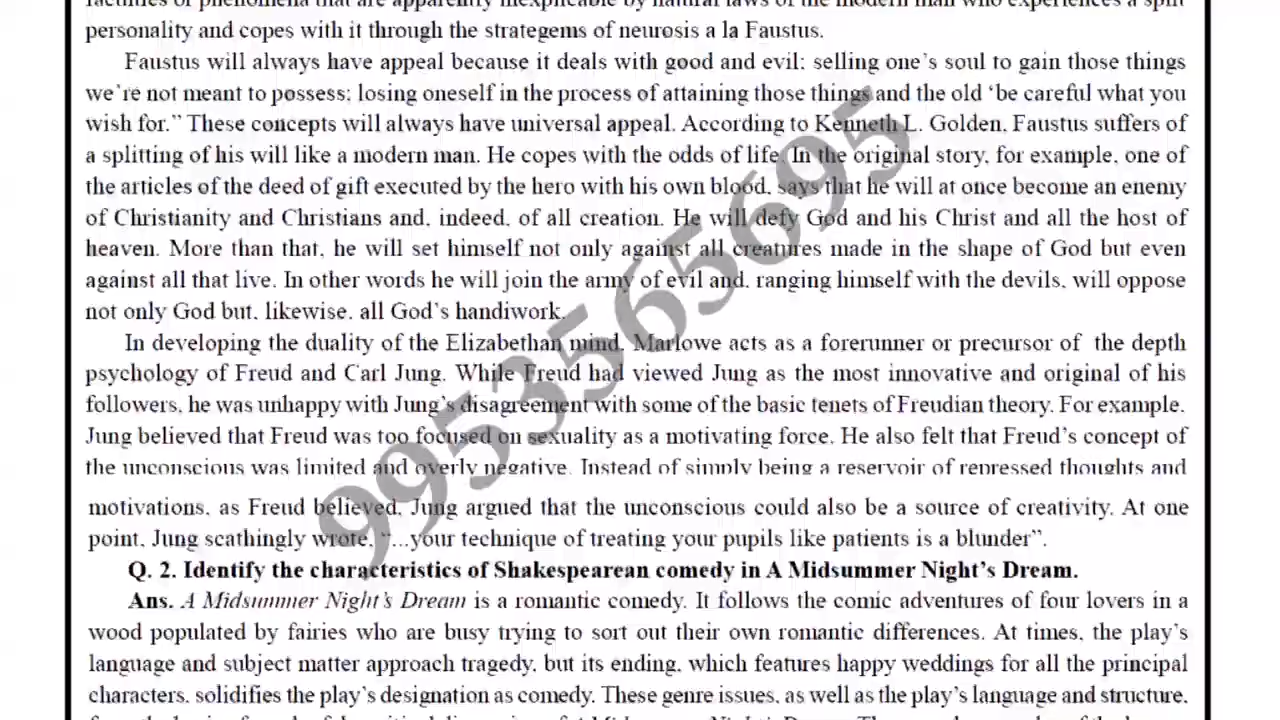 faculties or phenomena that are apparently inexplicable by natural laws of the modern man who experiences a split
personality and copes with it through the strategems of neurosis a la Faustus.
Faustus will always have appeal because it deals with good and evil; selling one's soul to gain those things
we're not meant to possess; losing oneself in the process of attaining those things and the old 'be careful what you
wish for.” These concepts will always have universal appeal. According to Kenneth L. Golden, Faustus suffers of
a splitting of his will like a modern man. He copes with the odds of life. In the original story, for example, one of
the articles of the deed of gift executed by the hero with his own blood, says that he will at once become an enemy
of Christianity and Christians and, indeed, of all creation. He will defy God and his Christ and all the host of
heaven. More than that, he will set himself not only against all creatures made in the shape of God but even
against all that live. In other words he will join the army of evil and, ranging himself with the devils, will oppose
not only God but, likewise, all God's handiwork.
In developing the duality of the Elizabethan mind, Marlowe acts as a forerunner or precursor of the depth
psychology of Freud and Carl Jung. While Freud had viewed Jung as the most innovative and original of his
followers, he was unhappy with Jung's disagreement with some of the basic tenets of Freudian theory. For example,
Jung believed that Freud was too focused on sexuality as a motivating force. He also felt that Freud's concept of
the unconscious was limited and overly negative. Instead of simply being a reservoir of repressed thoughts and
motivations, as Freud believed, Jung argued that the unconscious could also be a source of creativity. At one
point, Jung scathingly wrote, “...your technique of treating your pupils like patients is a blunder”.
Q. 2. Identify the characteristics of Shakespearean comedy in A Midsummer Night's Dream.
Ans. A Midsummer Night's Dream is a romantic comedy. It follows the comic adventures of four lovers in a
wood populated by fairies who are busy trying to sort out their own romantic differences. At times, the play's
language and subject matter approach tragedy, but its ending, which features happy weddings for all the principal
characters, solidifies the play's designation as comedy. These genre issues, as well as the play's language and structure,
9953565695